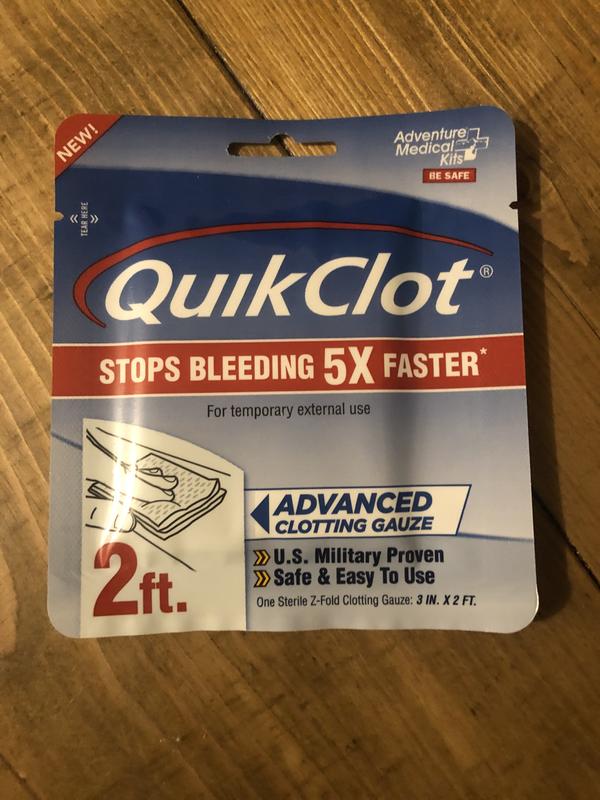 NEW!
Adventure
Medical
Kits
BE SAFE
« TEAR HERE »
QuikClot®
STOPS BLEEDING 5X FASTER*
For temporary external use
ADVANCED
CLOTTING GAUZE
2ft.
U.S. Military Proven
Safe & Easy To Use
One Sterile Z-Fold Clotting Gauze: 3 IN. X 2 FT.